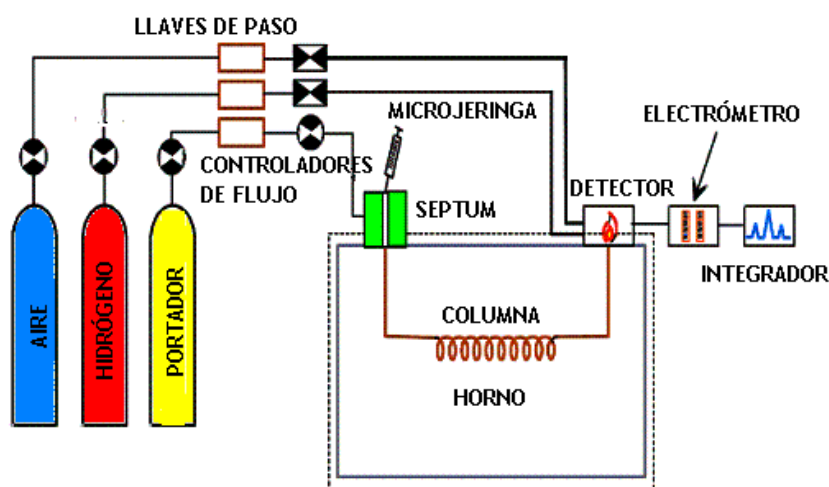 LLAVES DE PASO
MICROJERINGA
ELECTRÓMETRO
CONTROLADORES
DE FLUJO
SEPTUM
DETECTOR
INTEGRADOR
AIRE
HIDRÓGENO
PORTADOR
COLUMNA
HORNO